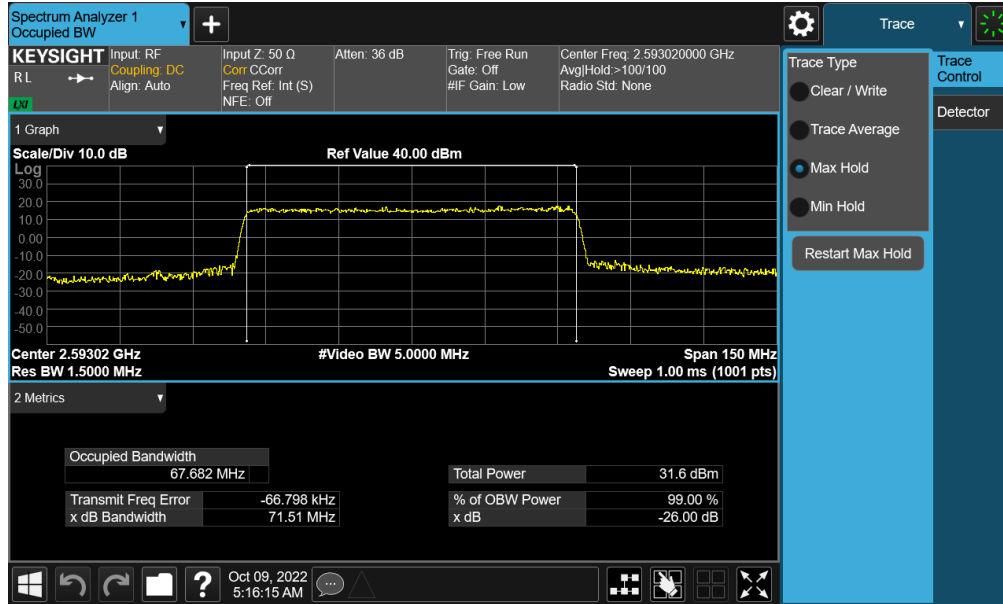 Spectrum Analyzer 1
Occupied BW
+
Trace
KEYSIGHT
R L
LXI
Input: RF
Coupling: DC
Align: Auto
Input Z: 50 Ω
Corr CCorr
Freq Ref: Int (S)
NFE: Off
Atten: 36 dB
Trig: Free Run
Gate: Off
#IF Gain: Low
Center Freq: 2.593020000 GHz
Avg|Hold:>100/100
Radio Std: None
Trace Type
Clear / Write
Trace Average
Max Hold
Min Hold
Restart Max Hold
Trace
Control
Detector
1 Graph
Scale/Div 10.0 dB
Ref Value 40.00 dBm
Log
30.0
20.0
10.0
0.00
-10.0
-20.0
-30.0
-40.0
-50.0
Center 2.59302 GHz
#Video BW 5.0000 MHz
Span 150 MHz
Res BW 1.5000 MHz
Sweep 1.00 ms (1001 pts)
2 Metrics
Occupied Bandwidth
67.682 MHz
Total Power 31.6 dBm
Transmit Freq Error -66.798 kHz
% of OBW Power 99.00 %
x dB Bandwidth 71.51 MHz
x dB -26.00 dB
?
Oct 09, 2022
5:16:15 AM